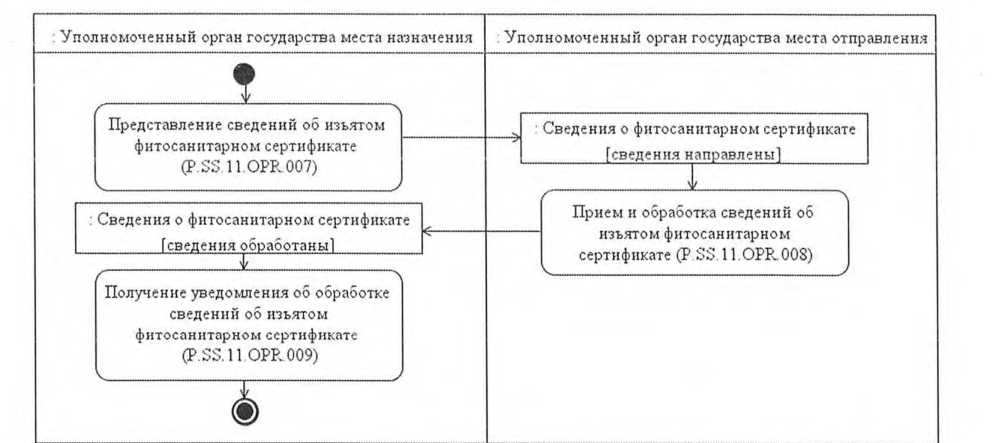 : Уполномоченный орган государства места назначения
: Уполномоченный орган государства места отправления
Представление сведений об изъятом
фитосанитарном сертификате
(P.SS.11.OPR.007)
: Сведения о фитосанитарном сертификате
[сведения направлены]
Прием и обработка сведений об
изъятом фитосанитарном
сертификате (P.SS.11.OPR.008)
: Сведения о фитосанитарном сертификате
[сведения обработаны]
Получение уведомления об обработке
сведений об изъятом
фитосанитарном сертификате
(P.SS.11.OPR.009)